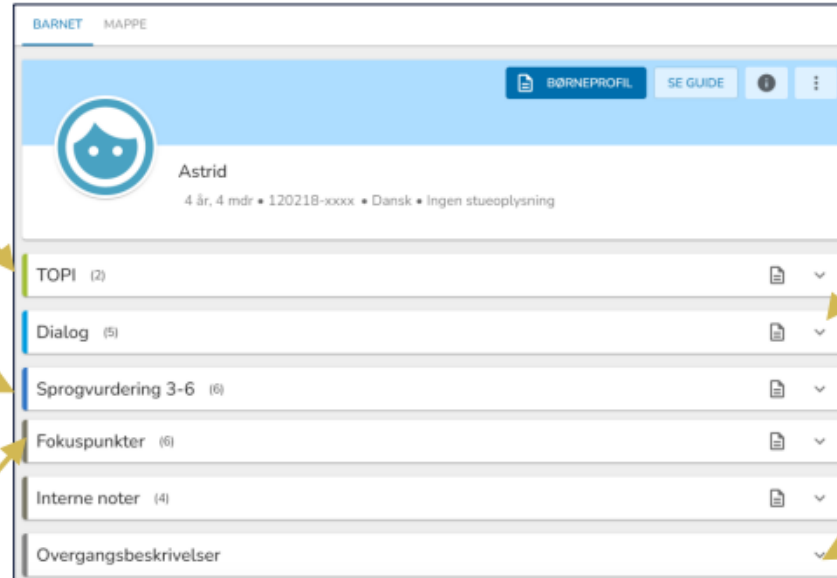 BARNET MAPPE
BØRNEPROFIL SE GUIDE
Astrid
4 år, 4 mdr • 120218-xxxx • Dansk • Ingen stueoplysning
TOPI (2)
Dialog (5)
Sprogvurdering 3-6 (6)
Fokuspunkter (6)
Interne noter (4)
Overgangsbeskrivelser